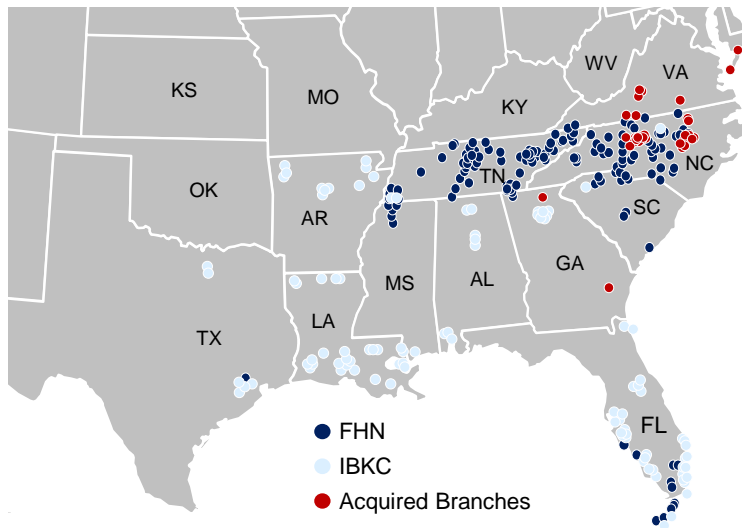 WV
VA
KS
MO
KY
NC
TN
OK
AR
SC
MS
AL
GA
LA
TX
FL
FHN
IBKC
Acquired Branches